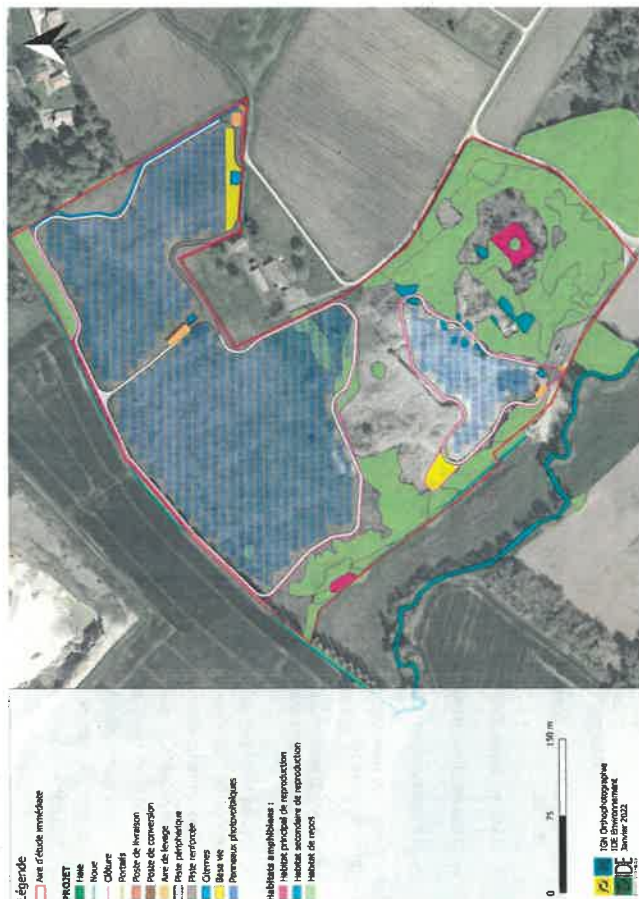 Légende
Aire d'étude immédiate
PROJET
Haie
Noue
Clôture
Portails
Poste de livraison
Poste de conversion
Aire de levage
Piste périphérique
Piste renforcée
Citernes
Base vie
Panneaux photovoltaïques
Habitats amphibiens :
Habitat principal de reproduction
Habitat secondaire de reproduction
Habitat de repos
0 75 150 m
IGN Orthophotographie
IDE Environnement
Janvier 2022
IDE